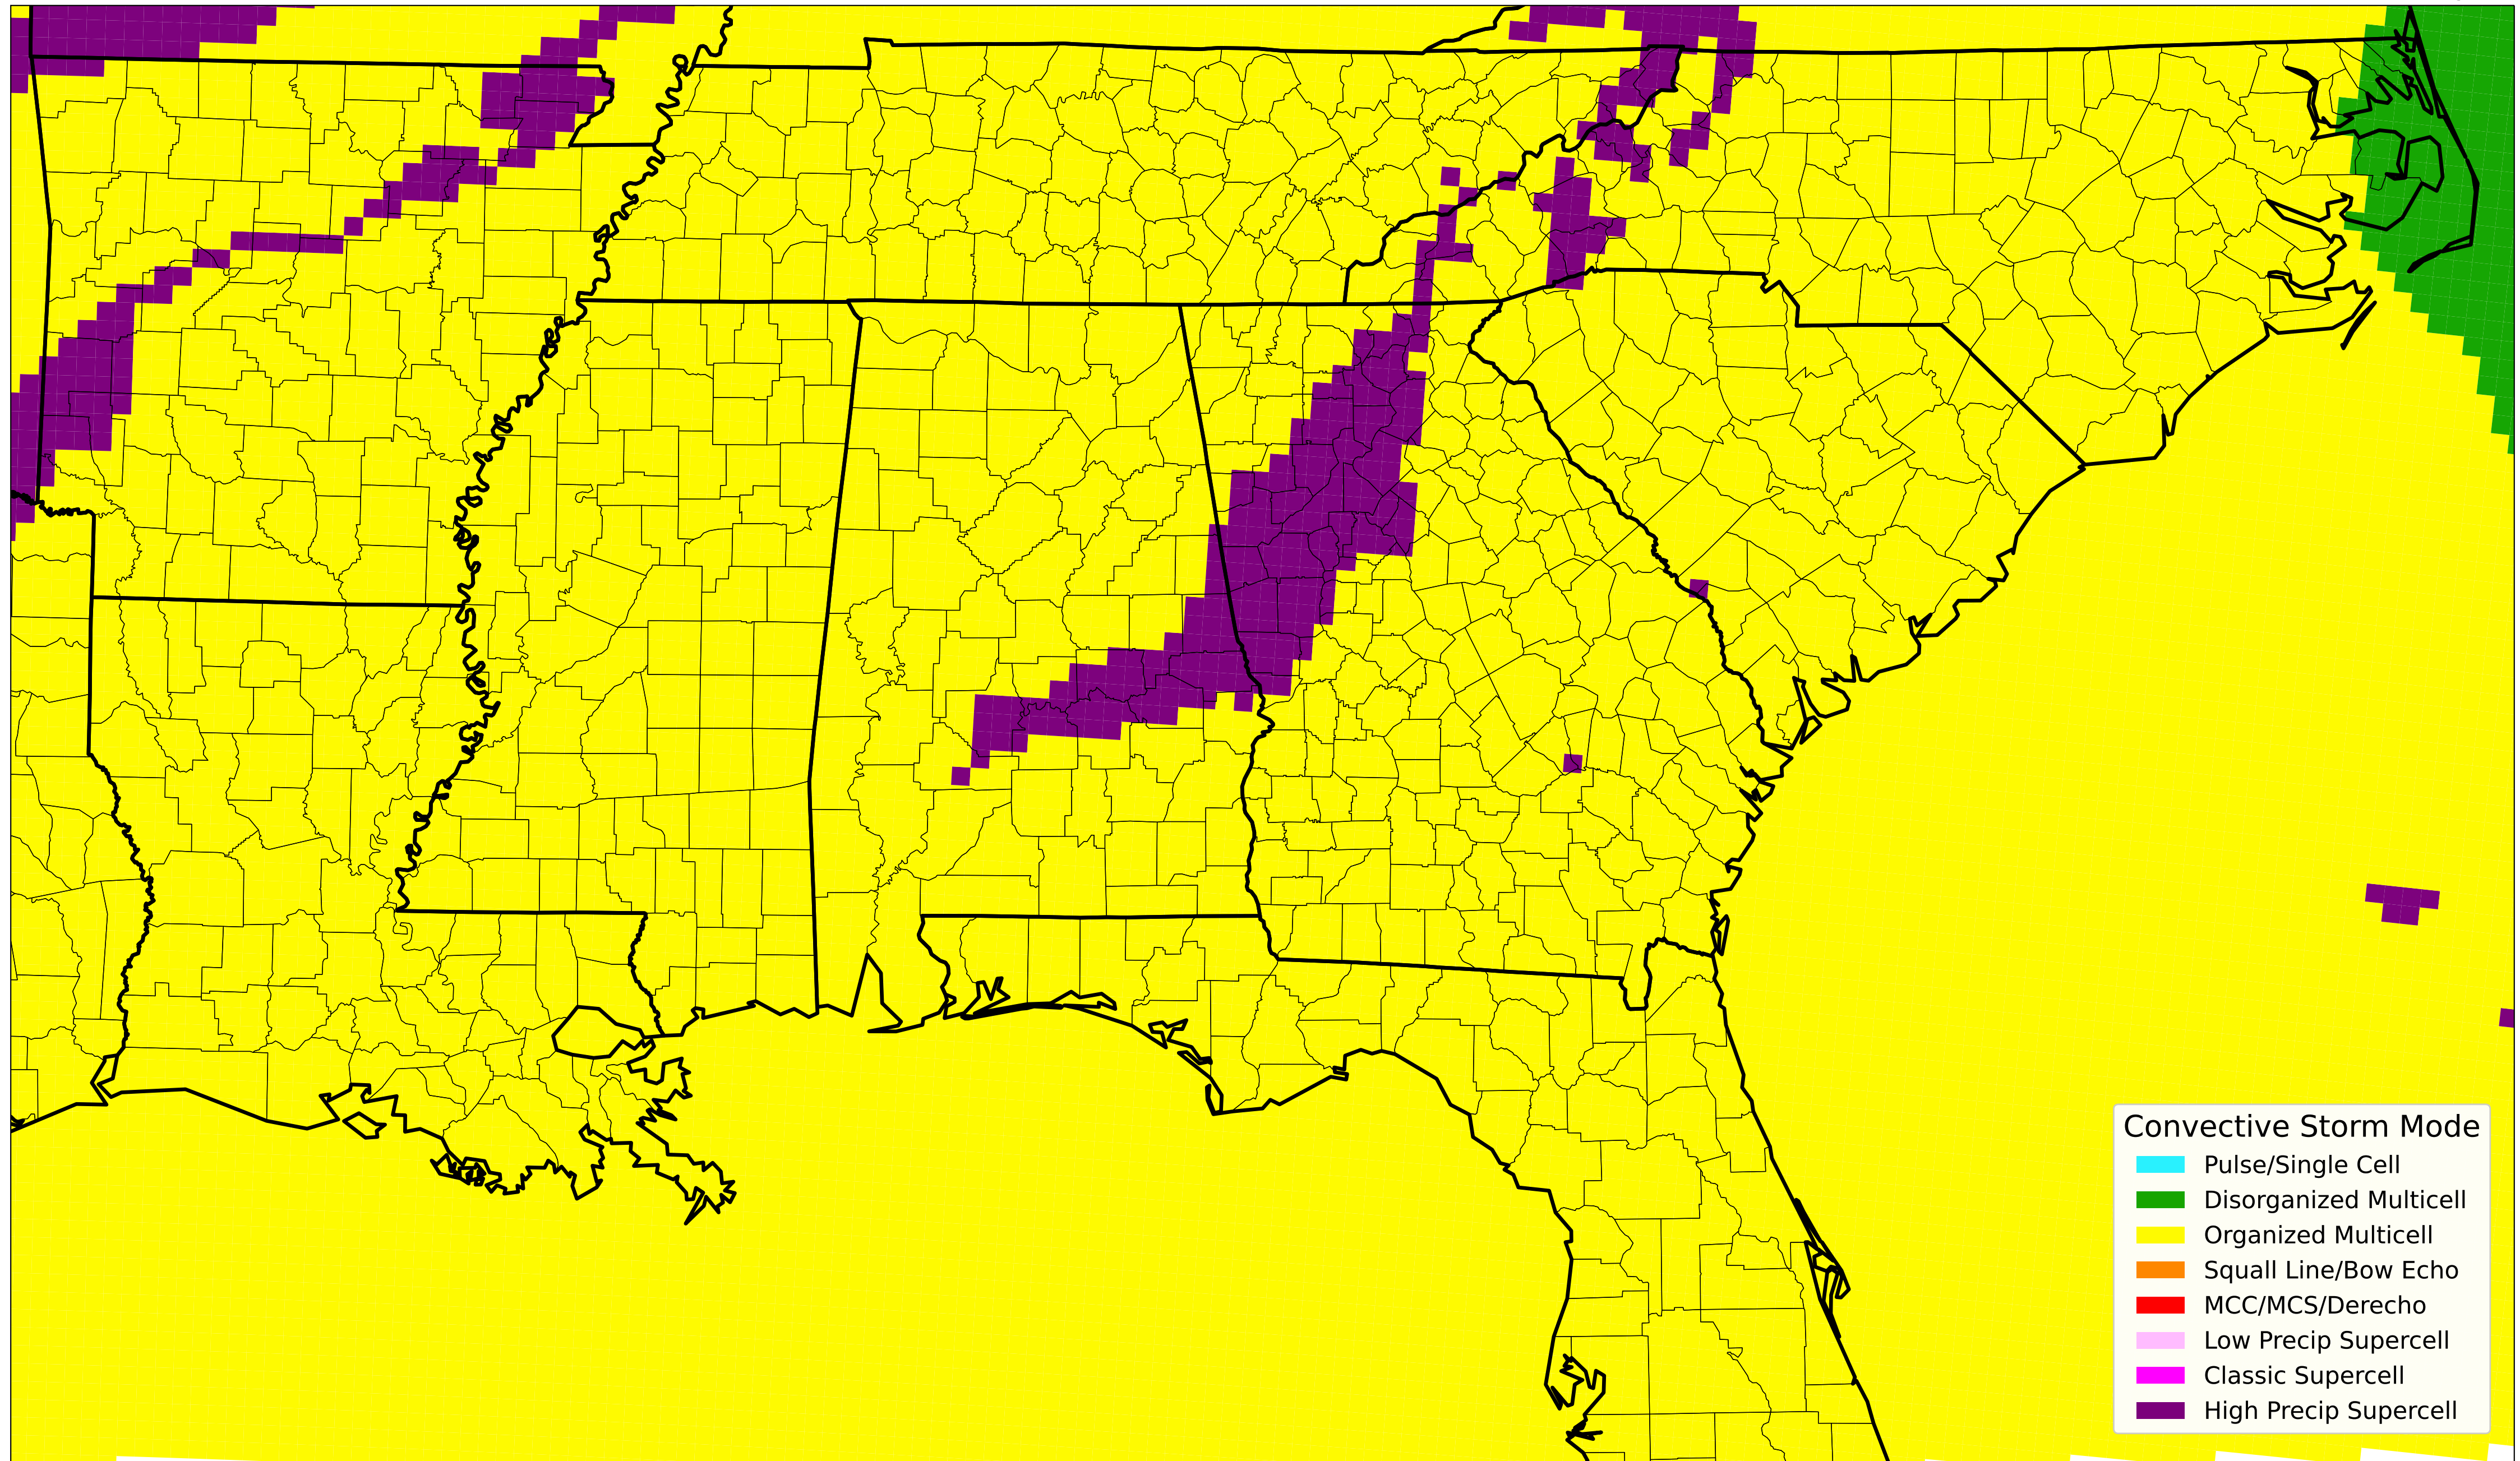 Convective Storm Mode
Pulse/Single Cell
Disorganized Multicell
Organized Multicell
Squall Line/Bow Echo
MCC/MCS/Derecho
Low Precip Supercell
Classic Supercell
High Precip Supercell